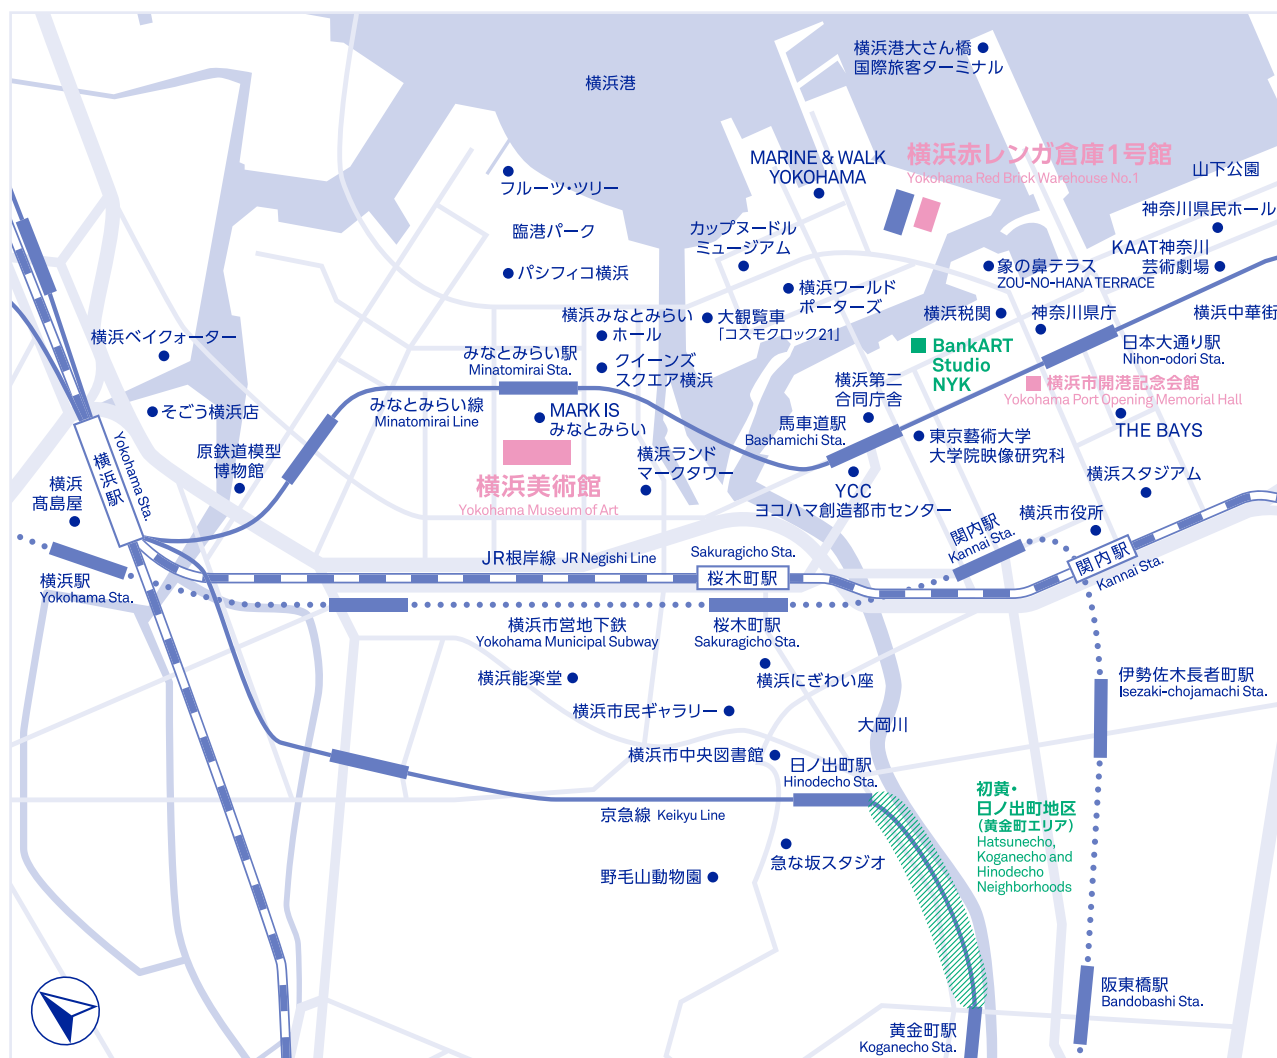 横浜港大さん橋
国際旅客ターミナル
横浜港
MARINE & WALK
YOKOHAMA
横浜赤レンガ倉庫1号館
Yokohama Red Brick Warehouse No.1
山下公園
フルーツ・ツリー
臨港パーク
パシフィコ横浜
カップヌードル
ミュージアム
神奈川県民ホール
KAAT神奈川
芸術劇場
象の鼻テラス
ZOU-NO-HANA TERRACE
横浜ワールド
ポーターズ
横浜みなとみらい
ホール
大観覧車
「コスモクロック21」
横浜税関
神奈川県庁
横浜中華街
横浜ベイクォーター
みなとみらい駅
Minatomirai Sta.
クイーンズ
スクエア横浜
BankART
Studio
NYK
日本大通り駅
Nihon-odori Sta.
横浜第二
合同庁舎
横浜市開港記念会館
Yokohama Port Opening Memorial Hall
そごう横浜店
みなとみらい線
Minatomirai Line
MARK IS
みなとみらい
馬車道駅
Bashamichi Sta.
THE BAYS
東京藝術大学
大学院映像研究科
横浜駅
Yokohama Sta.
原鉄道模型
博物館
横浜美術館
Yokohama Museum of Art
横浜ランド
マークタワー
YCC
ヨコハマ創造都市センター
横浜スタジアム
横浜
髙島屋
横浜市役所
関内駅
Kannai Sta.
関内駅
Kannai Sta.
JR根岸線 JR Negishi Line
Sakuragicho Sta.
桜木町駅
横浜駅
Yokohama Sta.
横浜市営地下鉄
Yokohama Municipal Subway
桜木町駅
Sakuragicho Sta.
横浜能楽堂
横浜にぎわい座
伊勢佐木長者町駅
Isezaki-chojamachi Sta.
横浜市民ギャラリー
大岡川
横浜市中央図書館
日ノ出町駅
Hinodecho Sta.
京急線 Keikyu Line
初黄・
日ノ出町地区
（黄金町エリア）
Hatsunecho,
Koganecho and
Hinodecho
Neighborhoods
急な坂スタジオ
野毛山動物園
阪東橋駅
Bandobashi Sta.
黄金町駅
Koganecho Sta.